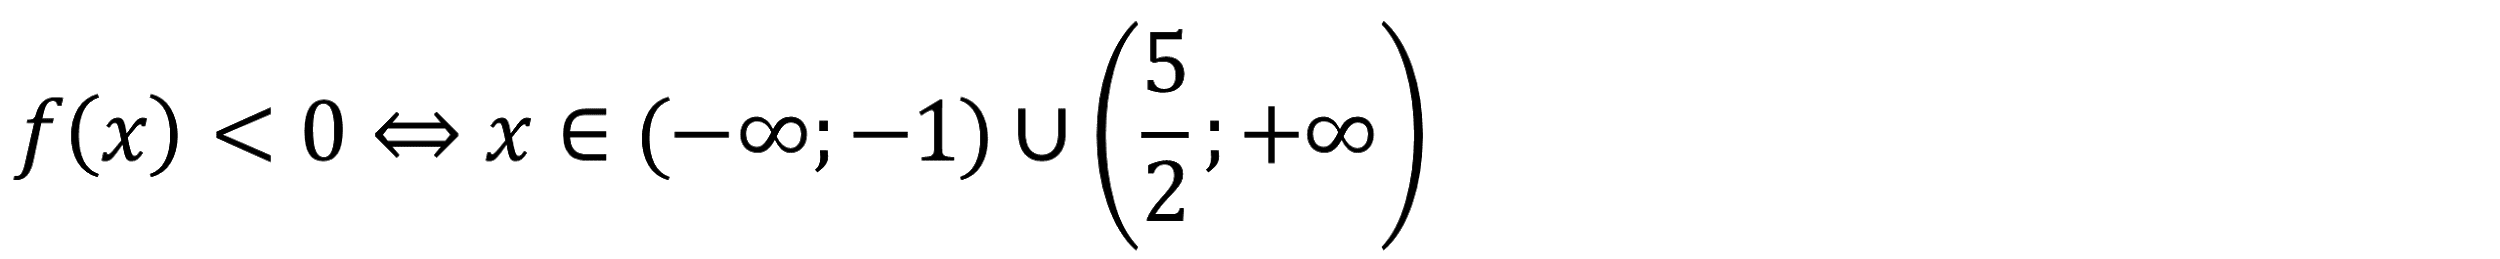 f(x) < 0 ⇔ x ∈ (−∞; −1) ∪ (5/2; +∞)